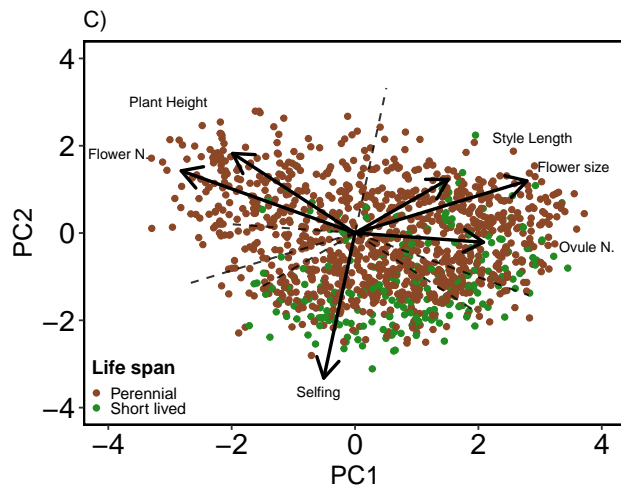 C)
4
2
0
−2
−4
PC2
Plant Height
Flower N.
Style Length
Flower size
Ovule N.
Selfing
Life span
Perennial
Short lived
−4 −2 0 2 4
PC1